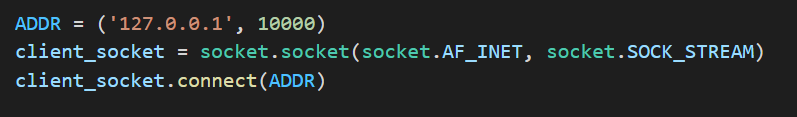 ADDR = ('127.0.0.1', 10000)
client_socket = socket.socket(socket.AF_INET, socket.SOCK_STREAM)
client_socket.connect(ADDR)